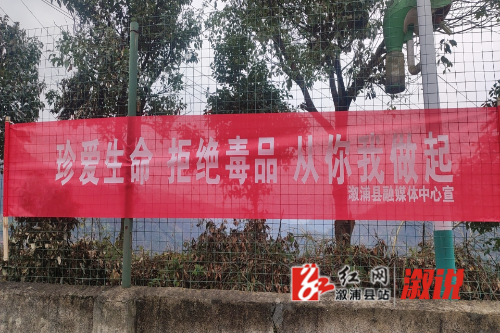 珍爱生命 拒绝毒品 从你我做起
溆浦县融媒体中心宣
红网 溆说
溆浦县站